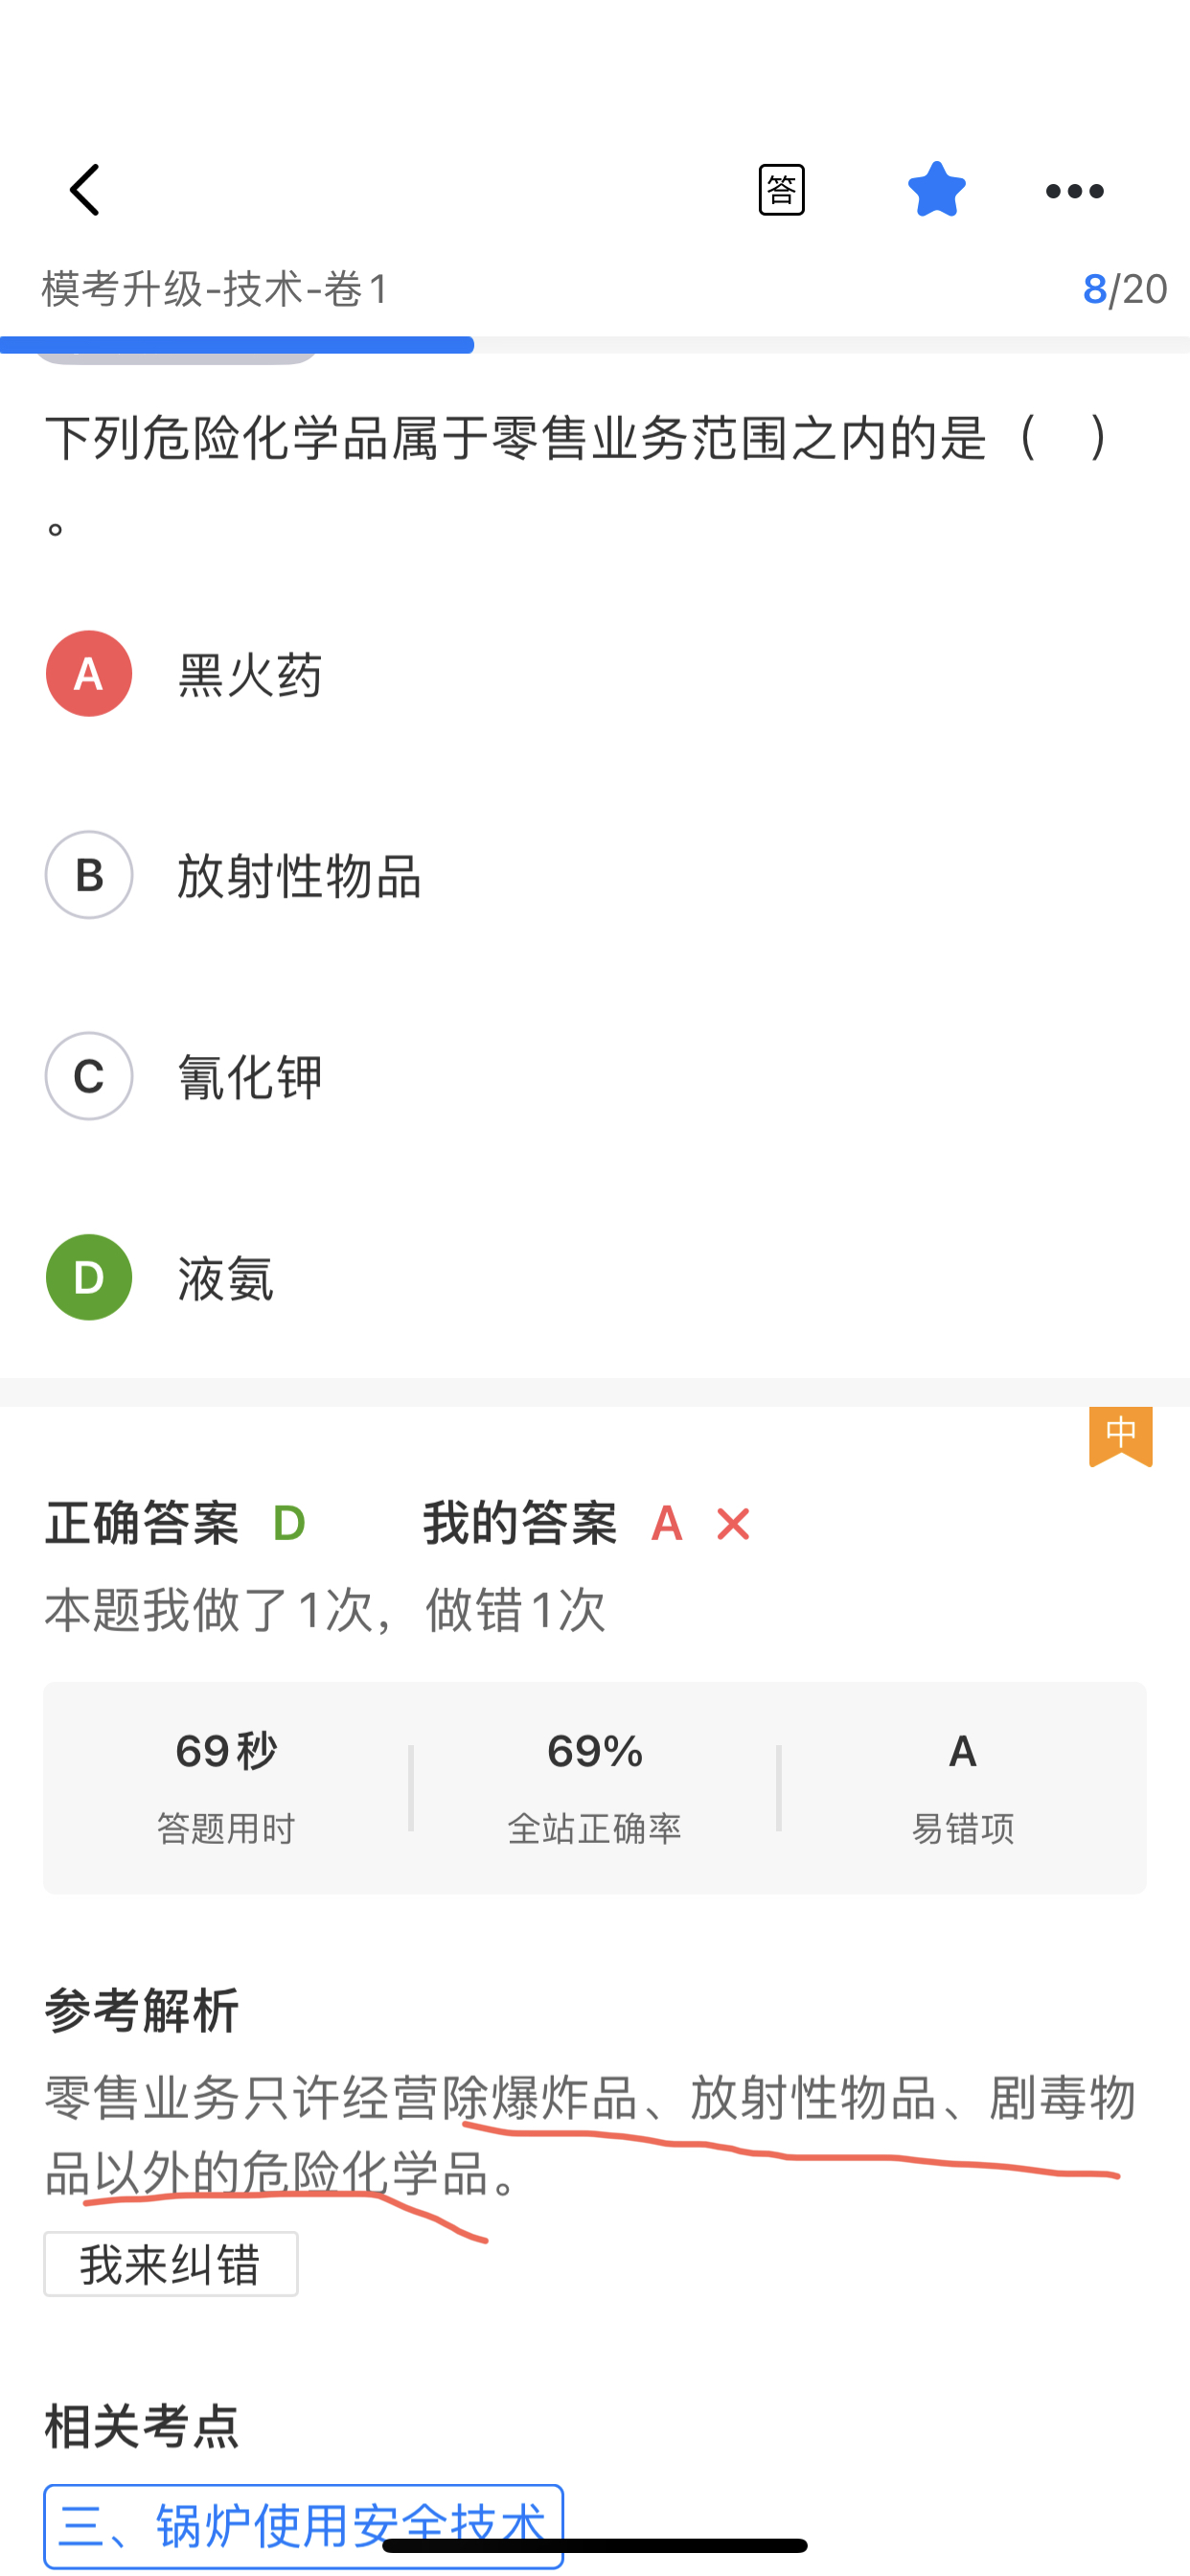 答
模考升级-技术-卷1
8/20
下列危险化学品属于零售业务范围之内的是（　）
。
A 黑火药
B 放射性物品
C 氰化钾
D 液氨
中
正确答案 D 我的答案 A
本题我做了1次，做错1次
69秒 69% A
答题用时 全站正确率 易错项
参考解析
零售业务只许经营除爆炸品、放射性物品、剧毒物
品以外的危险化学品。
我来纠错
相关考点
三、锅炉使用安全技术